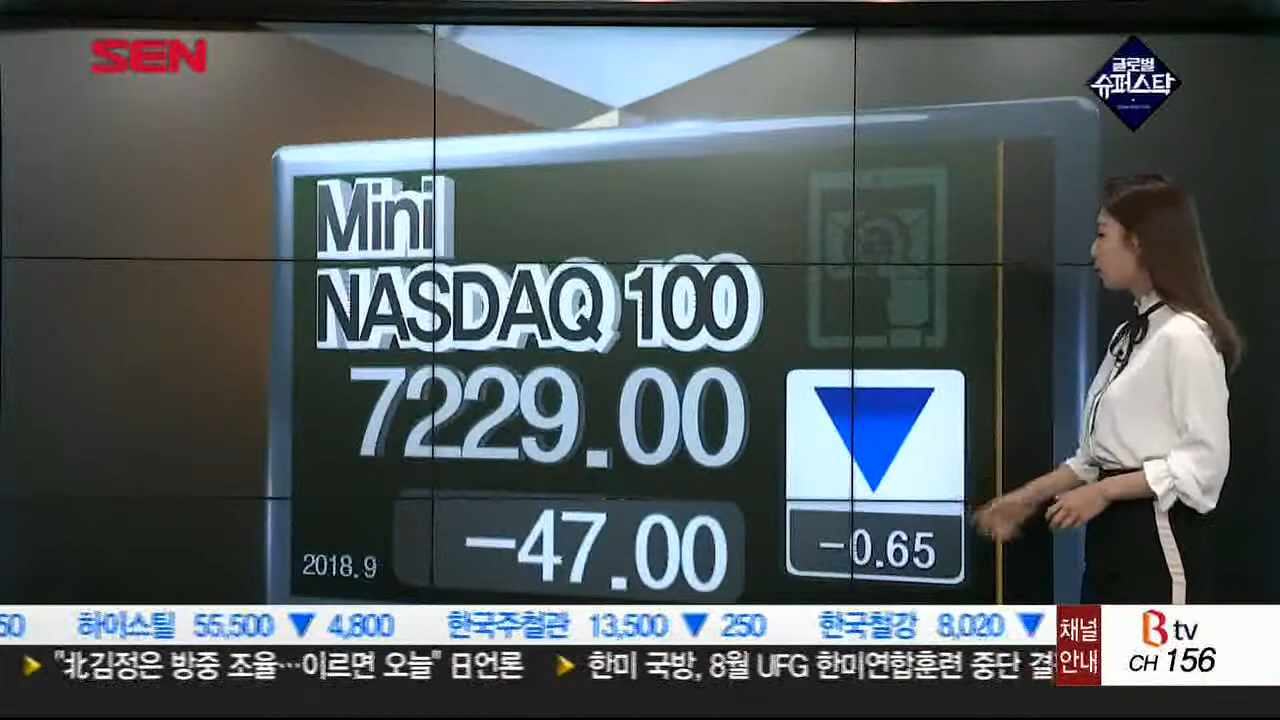 SEN
글로벌
슈퍼스탁
Mini
NASDAQ 100
7229.00
-47.00
-0.65
2018.9
50 하이스틸 55,500 ▼ 4,800 한국주철관 13,500 ▼ 250 한국철강 8,020 ▼
채널
안내
B tv
CH 156
"北김정은 방중 조율…이르면 오늘" 日언론 한미 국방, 8월 UFG 한미연합훈련 중단 결